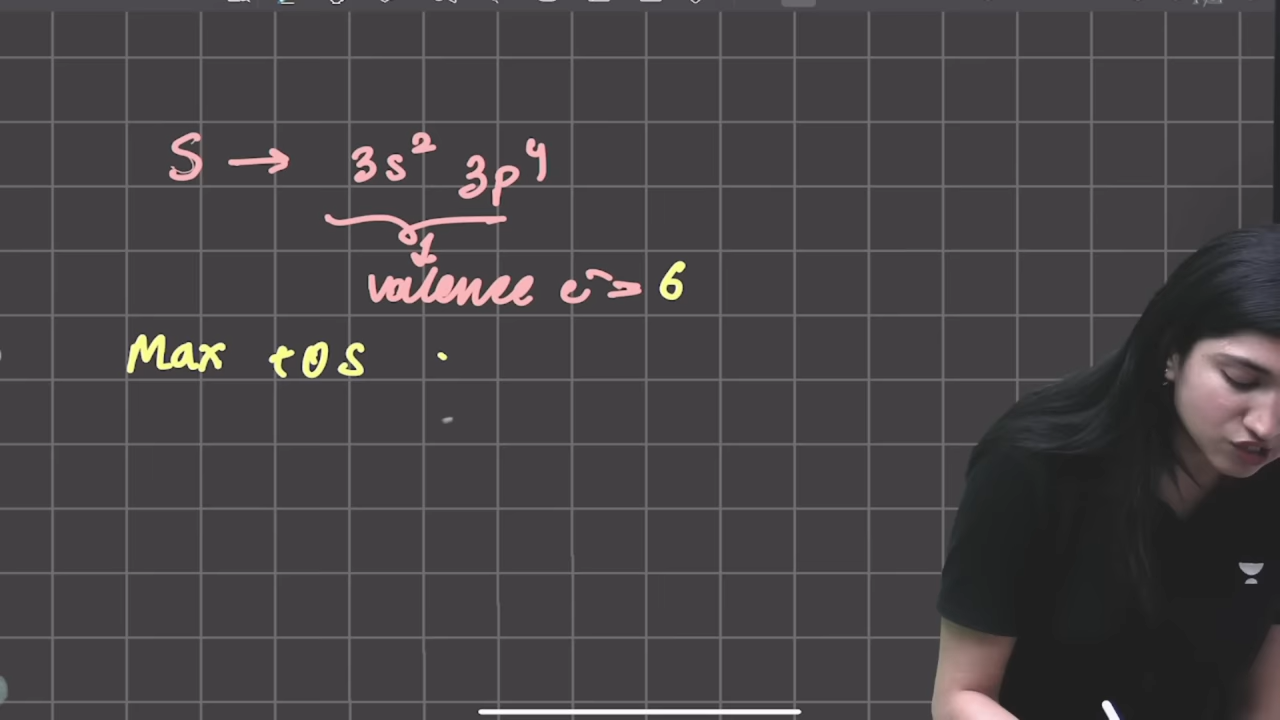 S → 3s² 3p⁴
valence e⁻ = 6
Max +OS